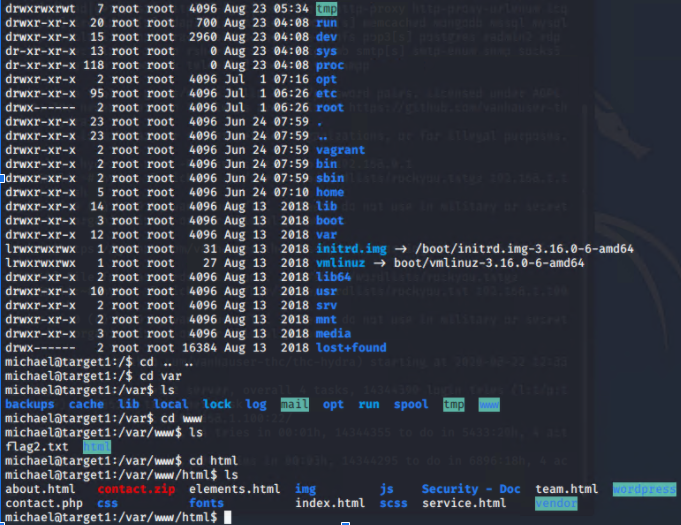 drwxrwxrwt 7 root root 4096 Aug 23 05:34 tmp
drwxr-xr-x 20 root root 700 Aug 23 04:08 run
drwxr-xr-x 15 root root 2960 Aug 23 04:08 dev
dr-xr-xr-x 13 root root 0 Aug 23 04:08 sys
dr-xr-xr-x 118 root root 0 Aug 23 04:08 proc
drwxr-xr-x 2 root root 4096 Jul 1 07:16 opt
drwxr-xr-x 95 root root 4096 Jul 1 06:26 etc
drwx------ 2 root root 4096 Jul 1 06:26 root
drwxr-xr-x 23 root root 4096 Jun 24 07:59 .
drwxr-xr-x 23 root root 4096 Jun 24 07:59 ..
drwxr-xr-x 2 root root 4096 Jun 24 07:59 vagrant
drwxr-xr-x 2 root root 4096 Jun 24 07:59 bin
drwxr-xr-x 2 root root 4096 Jun 24 07:59 sbin
drwxr-xr-x 5 root root 4096 Jun 24 07:10 home
drwxr-xr-x 14 root root 4096 Aug 13 2018 lib
drwxr-xr-x 3 root root 4096 Aug 13 2018 boot
drwxr-xr-x 12 root root 4096 Aug 13 2018 var
lrwxrwxrwx 1 root root 31 Aug 13 2018 initrd.img → /boot/initrd.img-3.16.0-6-amd64
lrwxrwxrwx 1 root root 27 Aug 13 2018 vmlinuz → boot/vmlinuz-3.16.0-6-amd64
drwxr-xr-x 2 root root 4096 Aug 13 2018 lib64
drwxr-xr-x 10 root root 4096 Aug 13 2018 usr
drwxr-xr-x 2 root root 4096 Aug 13 2018 srv
drwxr-xr-x 2 root root 4096 Aug 13 2018 mnt
drwxr-xr-x 3 root root 4096 Aug 13 2018 media
drwx------ 2 root root 16384 Aug 13 2018 lost+found
michael@target1:/$ cd .. ..
michael@target1:/$ cd var
michael@target1:/var$ ls
backups cache lib local lock log mail opt run spool tmp www
michael@target1:/var$ cd www
michael@target1:/var/www$ ls
flag2.txt html
michael@target1:/var/www$ cd html
michael@target1:/var/www/html$ ls
about.html contact.zip elements.html img js Security - Doc team.html wordpress
contact.php css fonts index.html scss service.html vendor
michael@target1:/var/www/html$